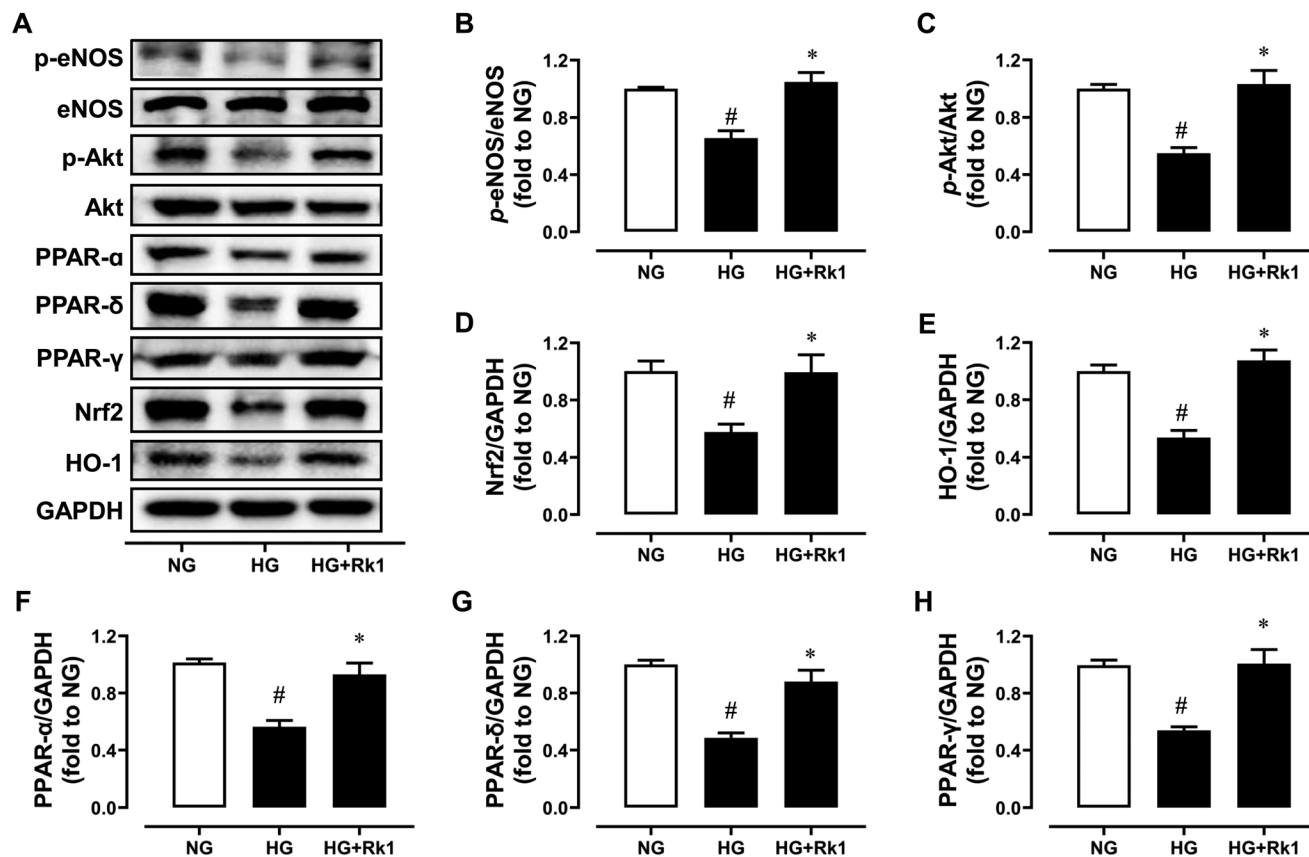 A
p-eNOS
eNOS
p-Akt
Akt
PPAR-α
PPAR-δ
PPAR-γ
Nrf2
HO-1
GAPDH
NG HG HG+Rk1
B
p-eNOS/eNOS
(fold to NG)
1.2
0.8
0.4
0.0
#
*
NG HG HG+Rk1
C
p-Akt/Akt
(fold to NG)
1.2
0.8
0.4
0.0
#
*
NG HG HG+Rk1
D
Nrf2/GAPDH
(fold to NG)
1.2
0.8
0.4
0.0
#
*
NG HG HG+Rk1
E
HO-1/GAPDH
(fold to NG)
1.2
0.8
0.4
0.0
#
*
NG HG HG+Rk1
F
PPAR-α/GAPDH
(fold to NG)
1.2
0.8
0.4
0.0
#
*
NG HG HG+Rk1
G
PPAR-δ/GAPDH
(fold to NG)
1.2
0.8
0.4
0.0
#
*
NG HG HG+Rk1
H
PPAR-γ/GAPDH
(fold to NG)
1.2
0.8
0.4
0.0
#
*
NG HG HG+Rk1